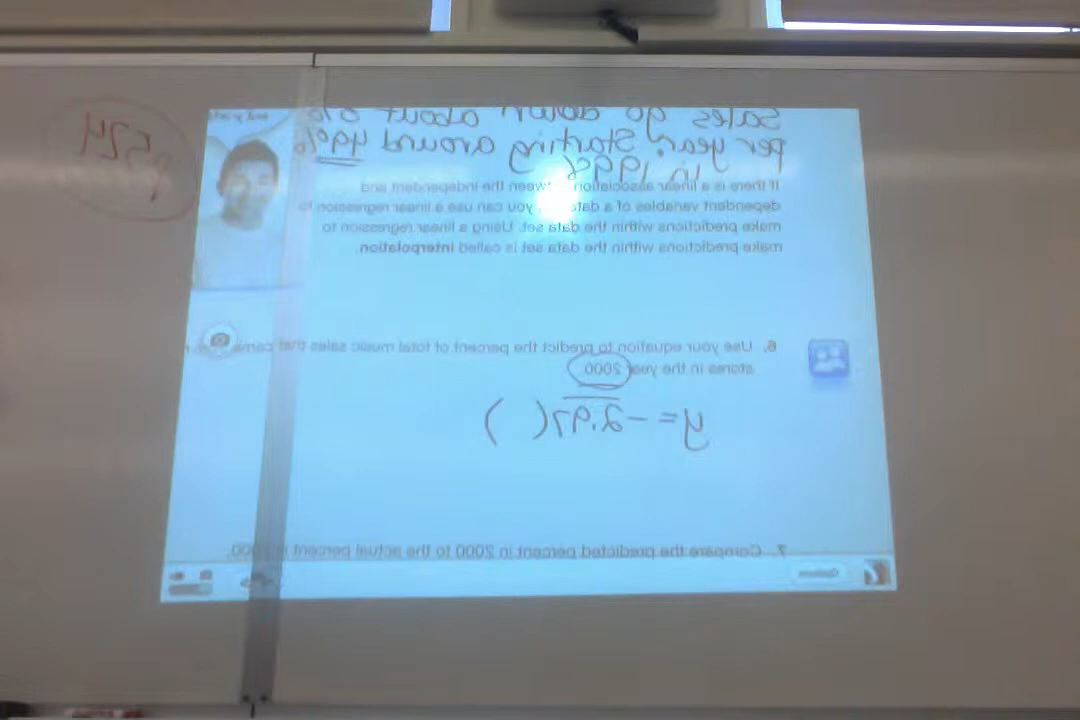 sales go down about 3%
per year. Starting around 49%
in 1998
If there is a linear association between the independent and
dependent variables of a data you can use a linear regression to
make predictions within the data set. Using a linear regression to
make predictions within the data set is called interpolation.
6. Use your equation to predict the percent of total music sales that came
stores in the year 2000
y = -2.97( )
7. Compare the predicted percent in 2000 to the actual percent in 2000.